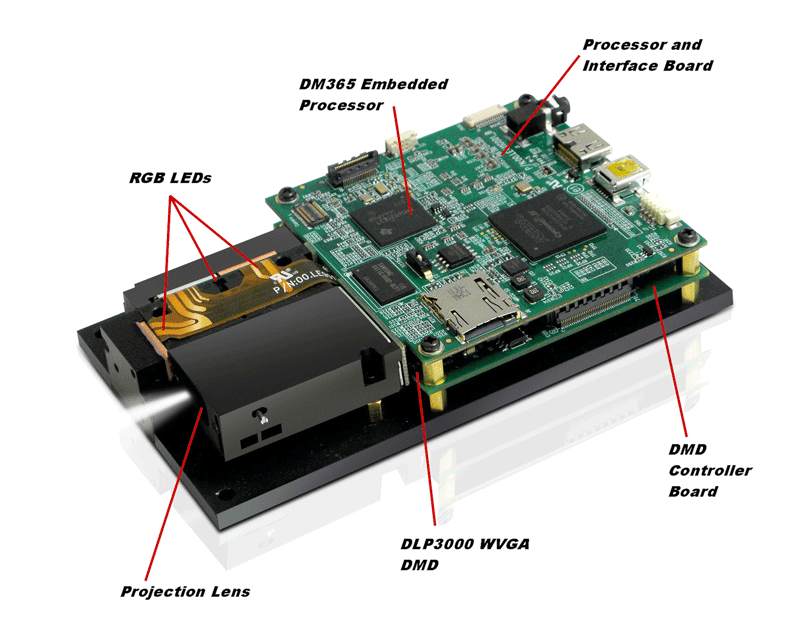 Processor and
Interface Board
DM365 Embedded
Processor
RGB LEDs
DMD
Controller
Board
DLP3000 WVGA
DMD
Projection Lens